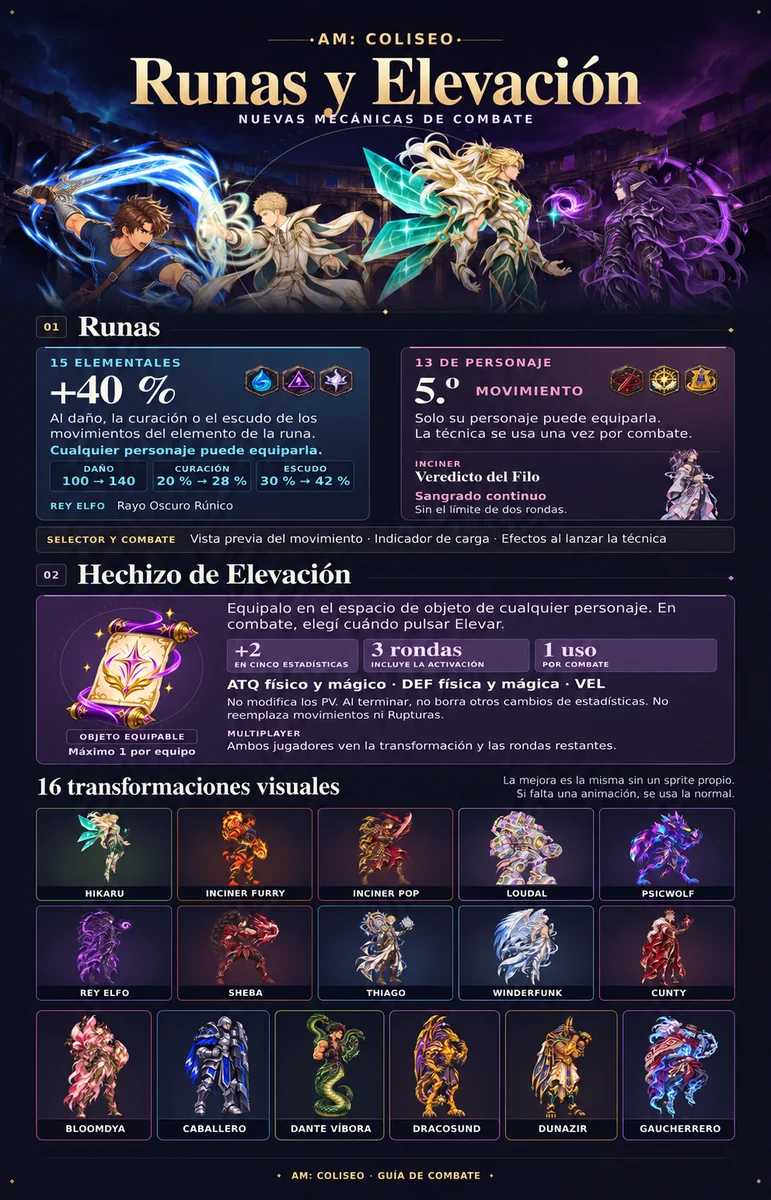 AM: COLISEO
Runas y Elevación
NUEVAS MECÁNICAS DE COMBATE
01 Runas
15 ELEMENTALES
+40 %
Al daño, la curación o el escudo de los
movimientos del elemento de la runa.
Cualquier personaje puede equiparla.
DAÑO
100 → 140
CURACIÓN
20 % → 28 %
ESCUDO
30 % → 42 %
REY ELFO Rayo Oscuro Rúnico
13 DE PERSONAJE
5.º MOVIMIENTO
Solo su personaje puede equiparla.
La técnica se usa una vez por combate.
INCINER
Veredicto del Filo
Sangrado continuo
Sin el límite de dos rondas.
SELECTOR Y COMBATE Vista previa del movimiento · Indicador de carga · Efectos al lanzar la técnica
02 Hechizo de Elevación
OBJETO EQUIPABLE
Máximo 1 por equipo
Equipalo en el espacio de objeto de cualquier personaje. En
combate, elegí cuándo pulsar Elevar.
+2
EN CINCO ESTADÍSTICAS
3 rondas
INCLUYE LA ACTIVACIÓN
1 uso
POR COMBATE
ATQ físico y mágico · DEF física y mágica · VEL
No modifica los PV. Al terminar, no borra otros cambios de estadísticas. No
reemplaza movimientos ni Rupturas.
MULTIPLAYER
Ambos jugadores ven la transformación y las rondas restantes.
16 transformaciones visuales
La mejora es la misma sin un sprite propio.
Si falta una animación, se usa la normal.
HIKARU
INCINER FURRY
INCINER POP
LOUDAL
PSICWOLF
REY ELFO
SHEBA
THIAGO
WINDERFUNK
CUNTY
BLOOMDYA
CABALLERO
DANTE VÍBORA
DRACOSUND
DUNAZIR
GAUCHERRERO
AM: COLISEO · GUÍA DE COMBATE